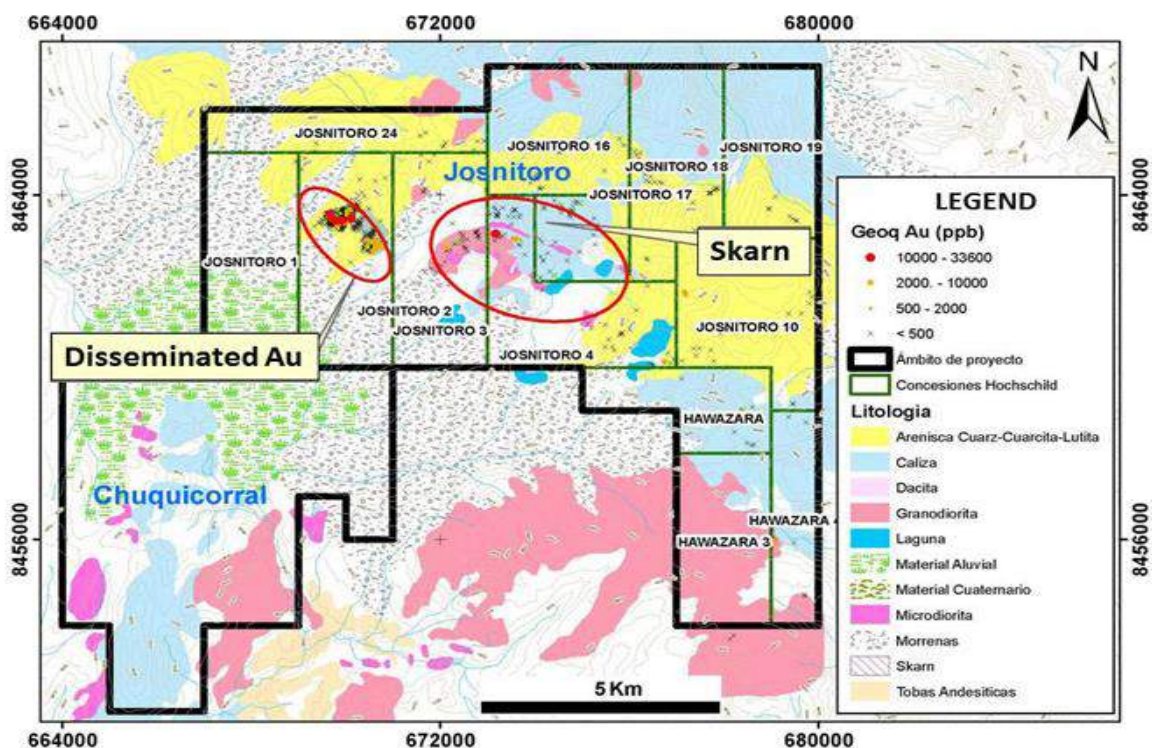 664000
672000
680000
N
JOSNITORO 24
JOSNITORO 16
JOSNITORO 19
JOSNITORO 18
Josnitoro
JOSNITORO 17
8464000
8464000
LEGEND
Geoq Au (ppb)
10000 - 33600
2000. - 10000
500 - 2000
< 500
Ámbito de proyecto
Concesiones Hochschild
Litologia
Arenisca Cuarz-Cuarcita-Lutita
Caliza
Dacita
Granodiorita
Laguna
Material Aluvial
Material Cuaternario
Microdiorita
Morrenas
Skarn
Tobas Andesiticas
Skarn
JOSNITORO 1
JOSNITORO 2
JOSNITORO 3
JOSNITORO 10
Disseminated Au
JOSNITORO 4
HAWAZARA
Chuquicorral
HAWAZARA 4
HAWAZARA 3
8456000
8456000
5 Km
664000
672000
680000